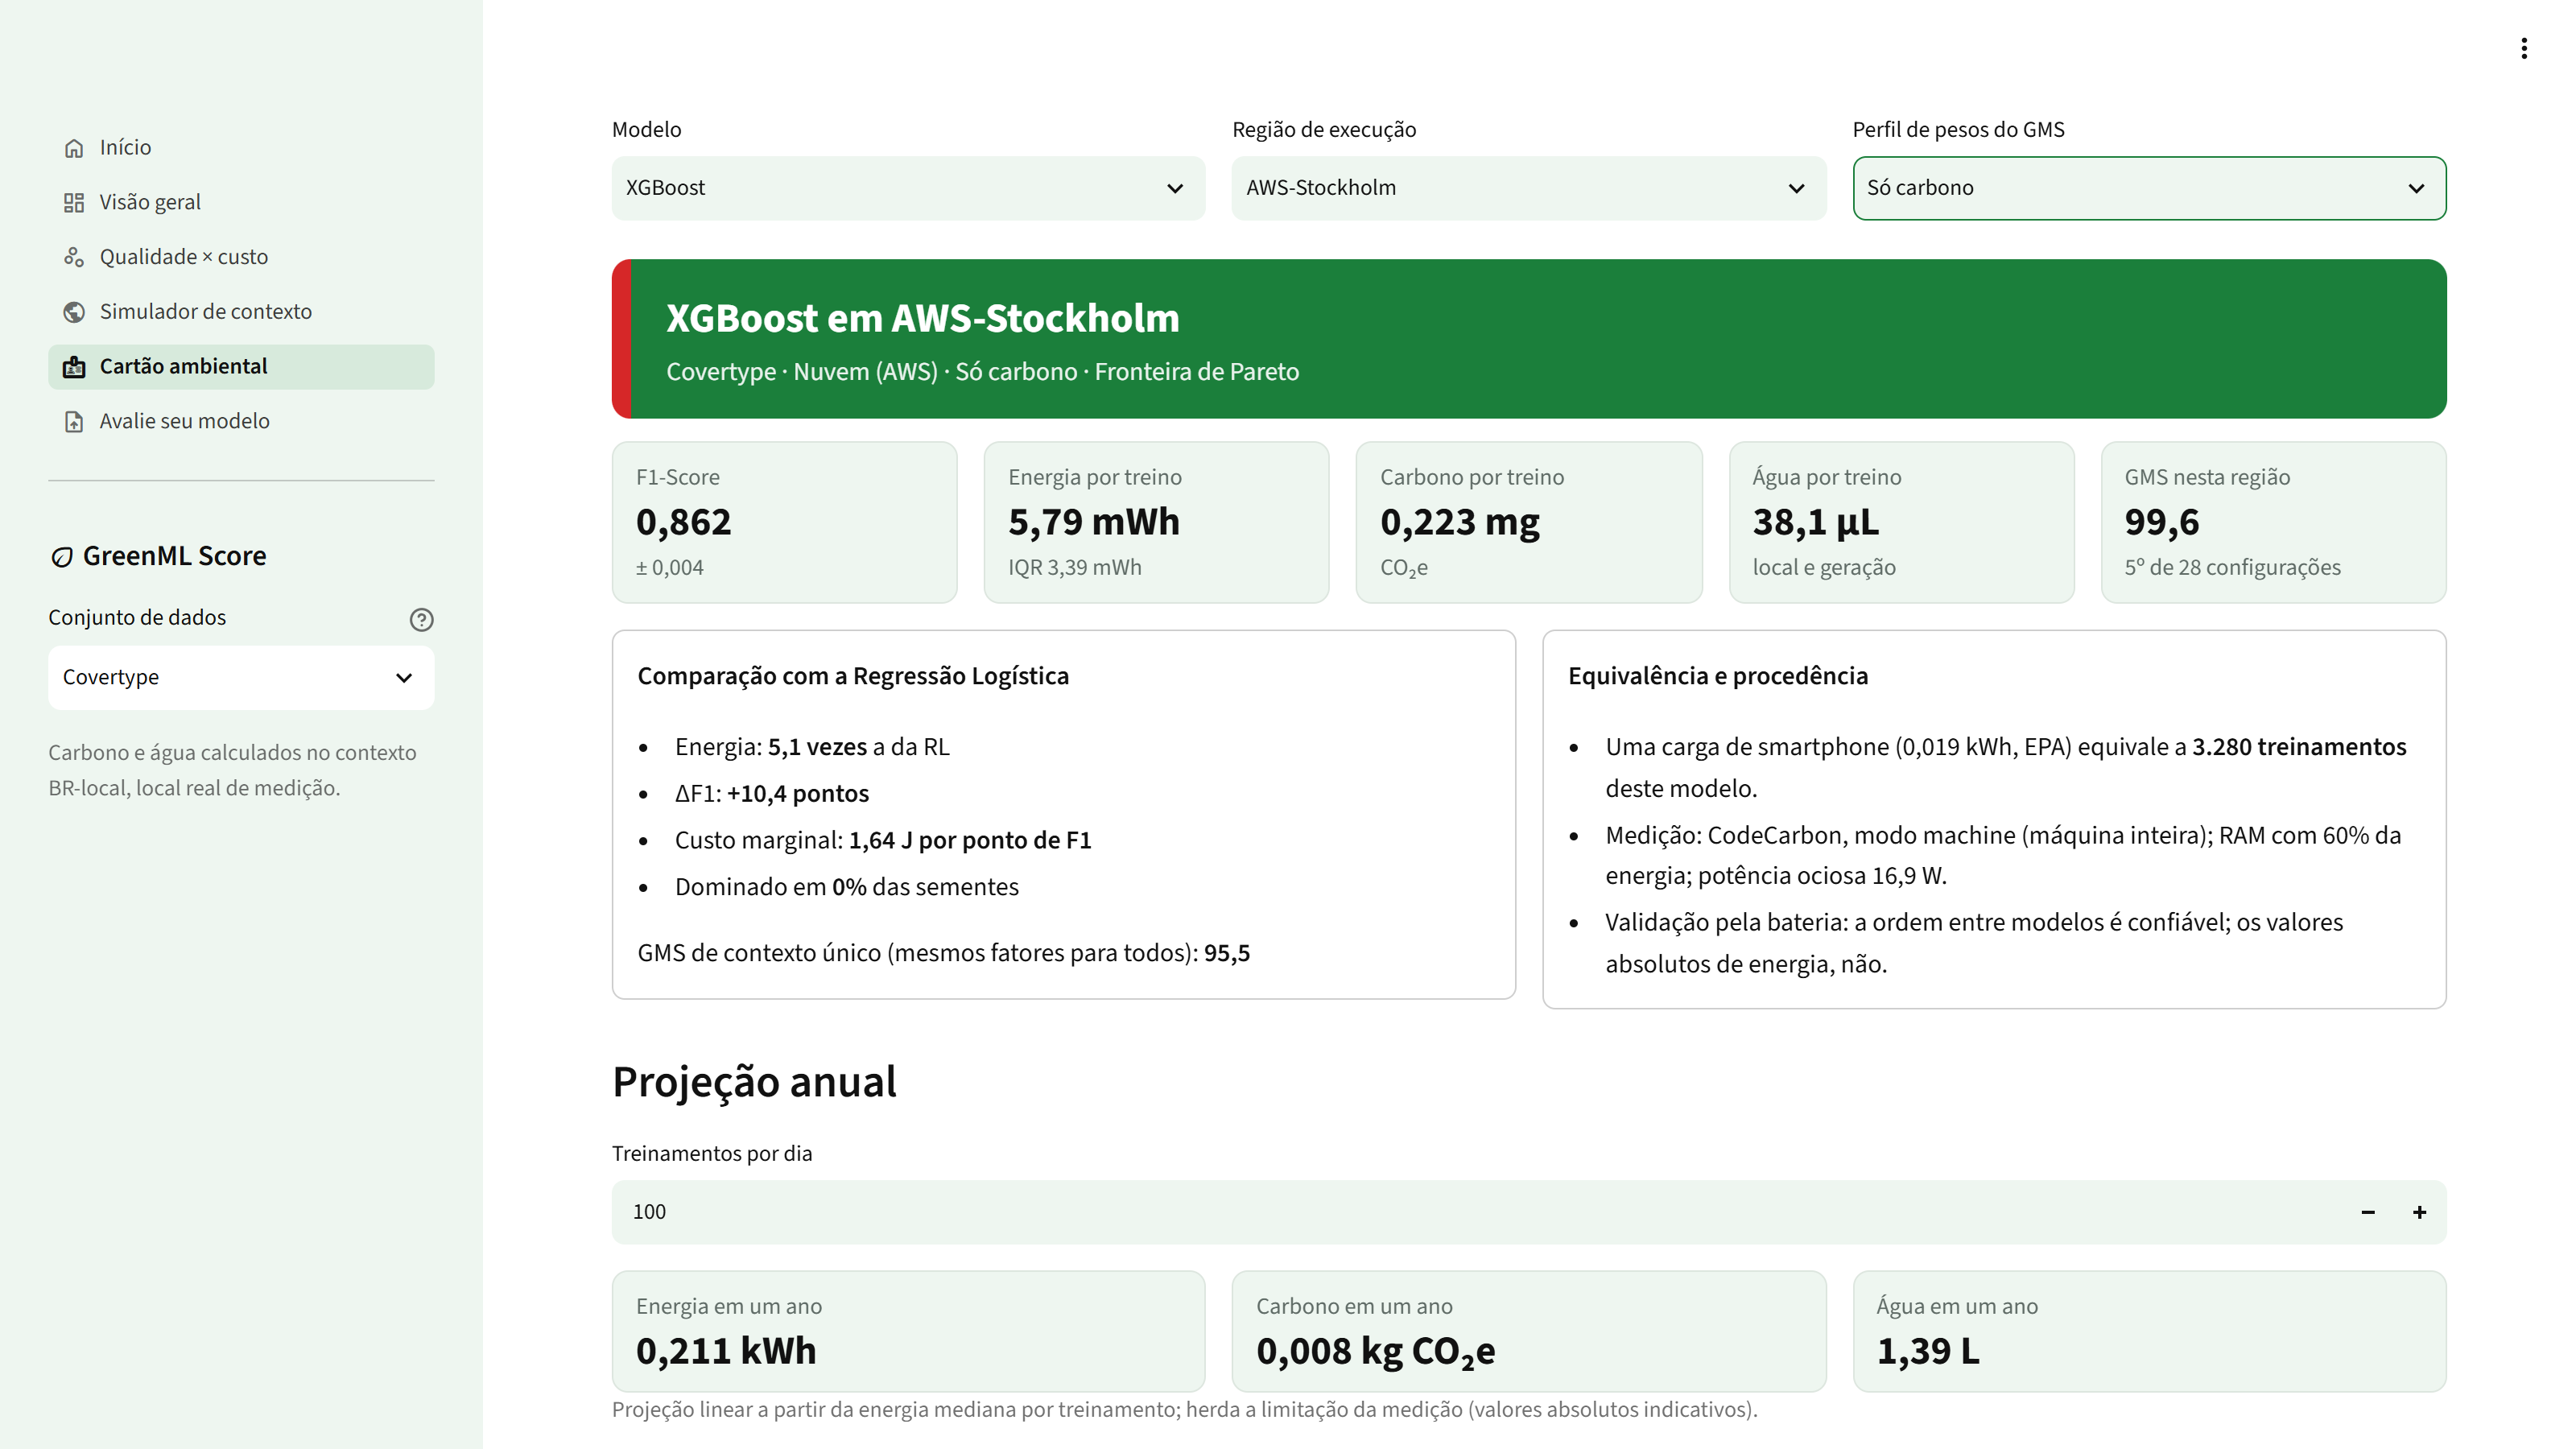 Início
Visão geral
Qualidade × custo
Simulador de contexto
Cartão ambiental
Avalie seu modelo
GreenML Score
Conjunto de dados
Covertype
Carbono e água calculados no contexto
BR-local, local real de medição.
Modelo
XGBoost
Região de execução
AWS-Stockholm
Perfil de pesos do GMS
Só carbono
XGBoost em AWS-Stockholm
Covertype · Nuvem (AWS) · Só carbono · Fronteira de Pareto
F1-Score
0,862
± 0,004
Energia por treino
5,79 mWh
IQR 3,39 mWh
Carbono por treino
0,223 mg
CO₂e
Água por treino
38,1 µL
local e geração
GMS nesta região
99,6
5º de 28 configurações
Comparação com a Regressão Logística
• Energia: 5,1 vezes a da RL
• ΔF1: +10,4 pontos
• Custo marginal: 1,64 J por ponto de F1
• Dominado em 0% das sementes
GMS de contexto único (mesmos fatores para todos): 95,5
Equivalência e procedência
• Uma carga de smartphone (0,019 kWh, EPA) equivale a 3.280 treinamentos
deste modelo.
• Medição: CodeCarbon, modo machine (máquina inteira); RAM com 60% da
energia; potência ociosa 16,9 W.
• Validação pela bateria: a ordem entre modelos é confiável; os valores
absolutos de energia, não.
Projeção anual
Treinamentos por dia
100
Energia em um ano
0,211 kWh
Carbono em um ano
0,008 kg CO₂e
Água em um ano
1,39 L
Projeção linear a partir da energia mediana por treinamento; herda a limitação da medição (valores absolutos indicativos).